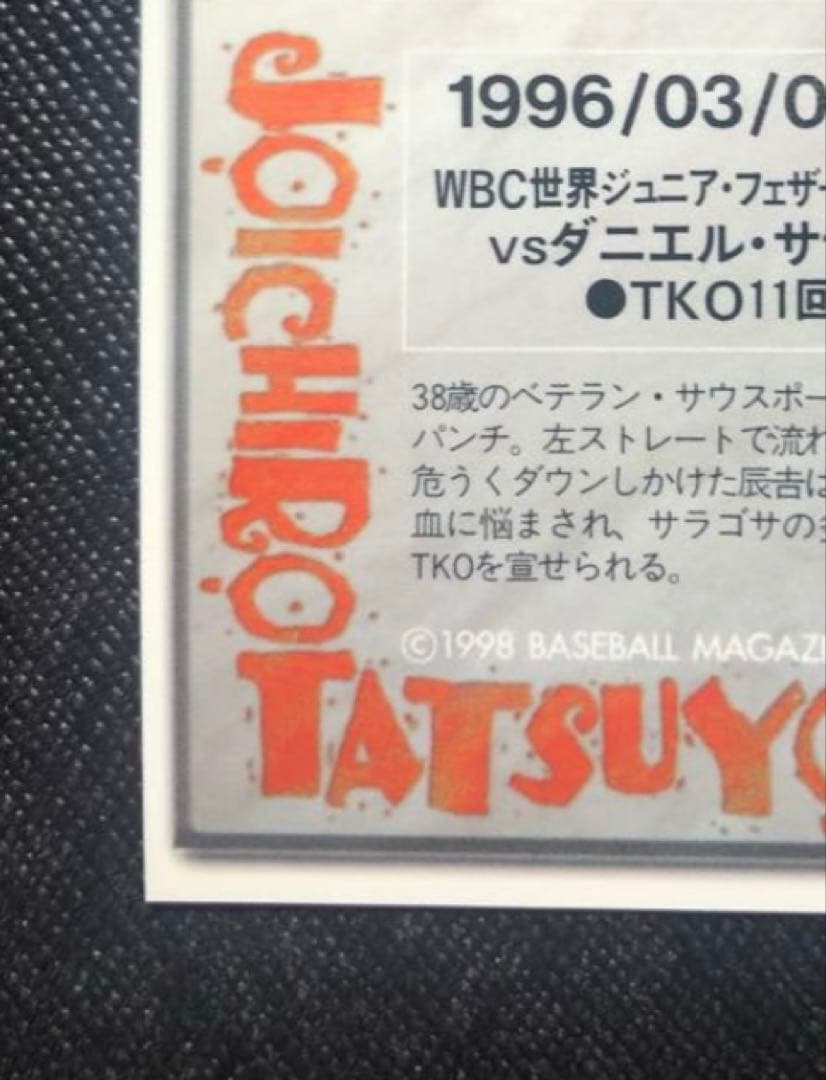 JOICHIRO
1996/03/0
WBC世界ジュニア・フェザー
vsダニエル・サ
●TKO11回
38歳のベテラン・サウスポー
パンチ。左ストレートで流れ
危うくダウンしかけた辰吉は
血に悩まされ、サラゴサの
TKOを宣せられる。
©1998 BASEBALL MAGAZI
TATSUYO